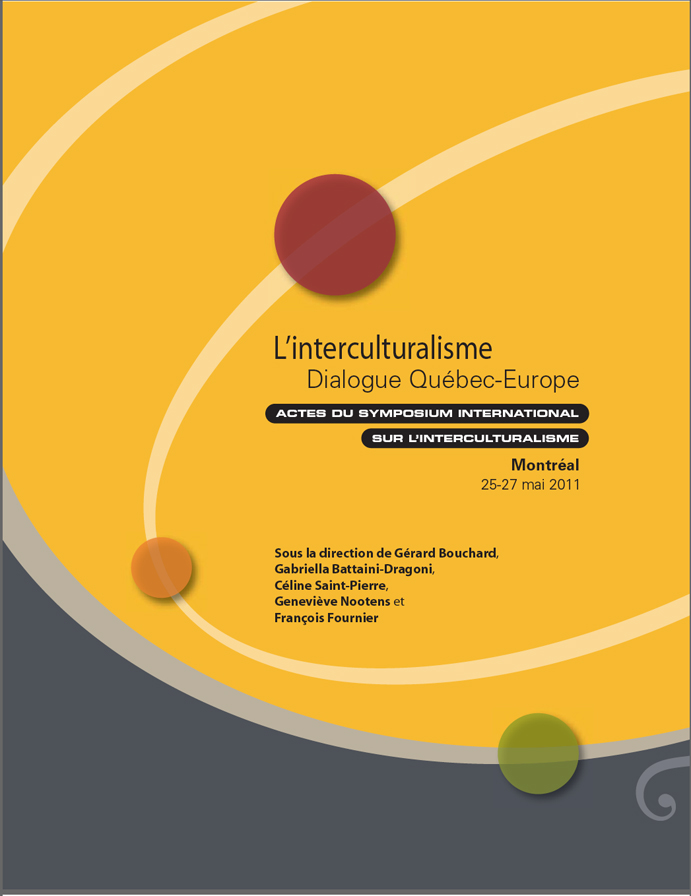 L'interculturalisme
Dialogue Québec-Europe
ACTES DU SYMPOSIUM INTERNATIONAL
SUR L'INTERCULTURALISME
Montréal
25-27 mai 2011
Sous la direction de Gérard Bouchard,
Gabriella Battaini-Dragoni,
Céline Saint-Pierre,
Geneviève Nootens et
François Fournier